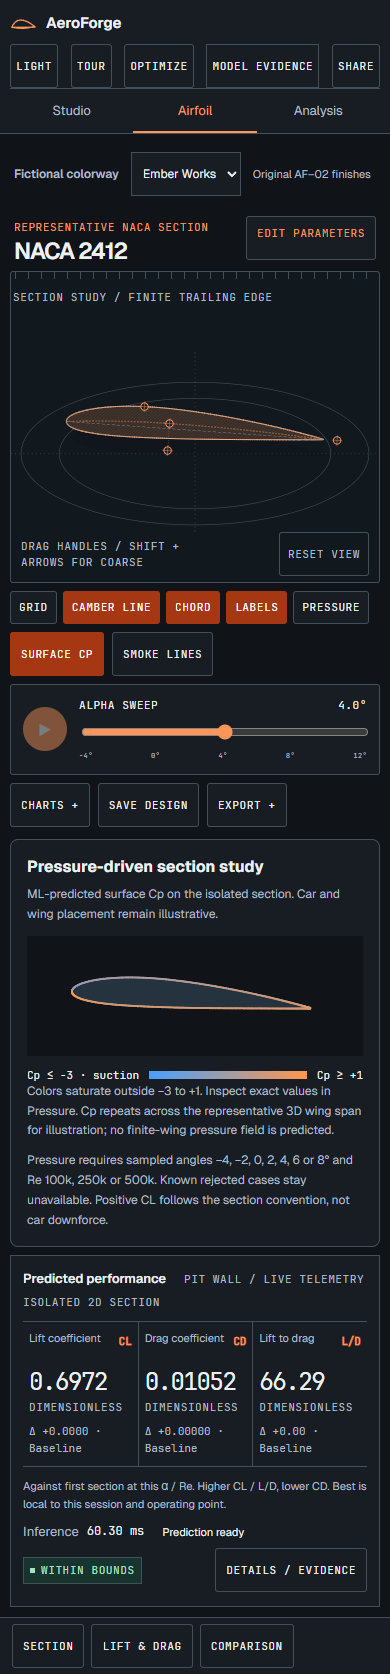 AeroForge
LIGHT TOUR OPTIMIZE MODEL EVIDENCE SHARE
Studio Airfoil Analysis
Fictional colorway Ember Works Original AF-02 finishes
REPRESENTATIVE NACA SECTION
NACA 2412
EDIT PARAMETERS
SECTION STUDY / FINITE TRAILING EDGE
DRAG HANDLES / SHIFT +
ARROWS FOR COARSE
RESET VIEW
GRID CAMBER LINE CHORD LABELS PRESSURE
SURFACE CP SMOKE LINES
ALPHA SWEEP 4.0°
-4° 0° 4° 8° 12°
CHARTS + SAVE DESIGN EXPORT +
Pressure-driven section study
ML-predicted surface Cp on the isolated section. Car and
wing placement remain illustrative.
Cp ≤ -3 · suction Cp ≥ +1
Colors saturate outside −3 to +1. Inspect exact values in
Pressure. Cp repeats across the representative 3D wing span
for illustration; no finite-wing pressure field is predicted.
Pressure requires sampled angles −4, −2, 0, 2, 4, 6 or 8° and
Re 100k, 250k or 500k. Known rejected cases stay
unavailable. Positive CL follows the section convention, not
car downforce.
Predicted performance PIT WALL / LIVE TELEMETRY
ISOLATED 2D SECTION
Lift coefficient CL Drag coefficient CD Lift to drag L/D
0.6972 0.01052 66.29
DIMENSIONLESS DIMENSIONLESS DIMENSIONLESS
Δ +0.0000 · Δ +0.00000 · Δ +0.00 ·
Baseline Baseline Baseline
Against first section at this α / Re. Higher CL / L/D, lower CD. Best is
local to this session and operating point.
Inference 60.30 ms Prediction ready
WITHIN BOUNDS DETAILS / EVIDENCE
SECTION LIFT & DRAG COMPARISON